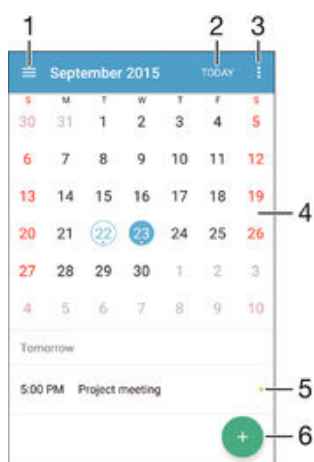 1 2 3
September 2015 TODAY
S M T W T F S
30 31 1 2 3 4 5
6 7 8 9 10 11 12
13 14 15 16 17 18 19
4
20 21 22 23 24 25 26
27 28 29 30 1 2 3
4 5 6 7 8 9 10
Tomorrow
5:00 PM Project meeting 5
+ 6